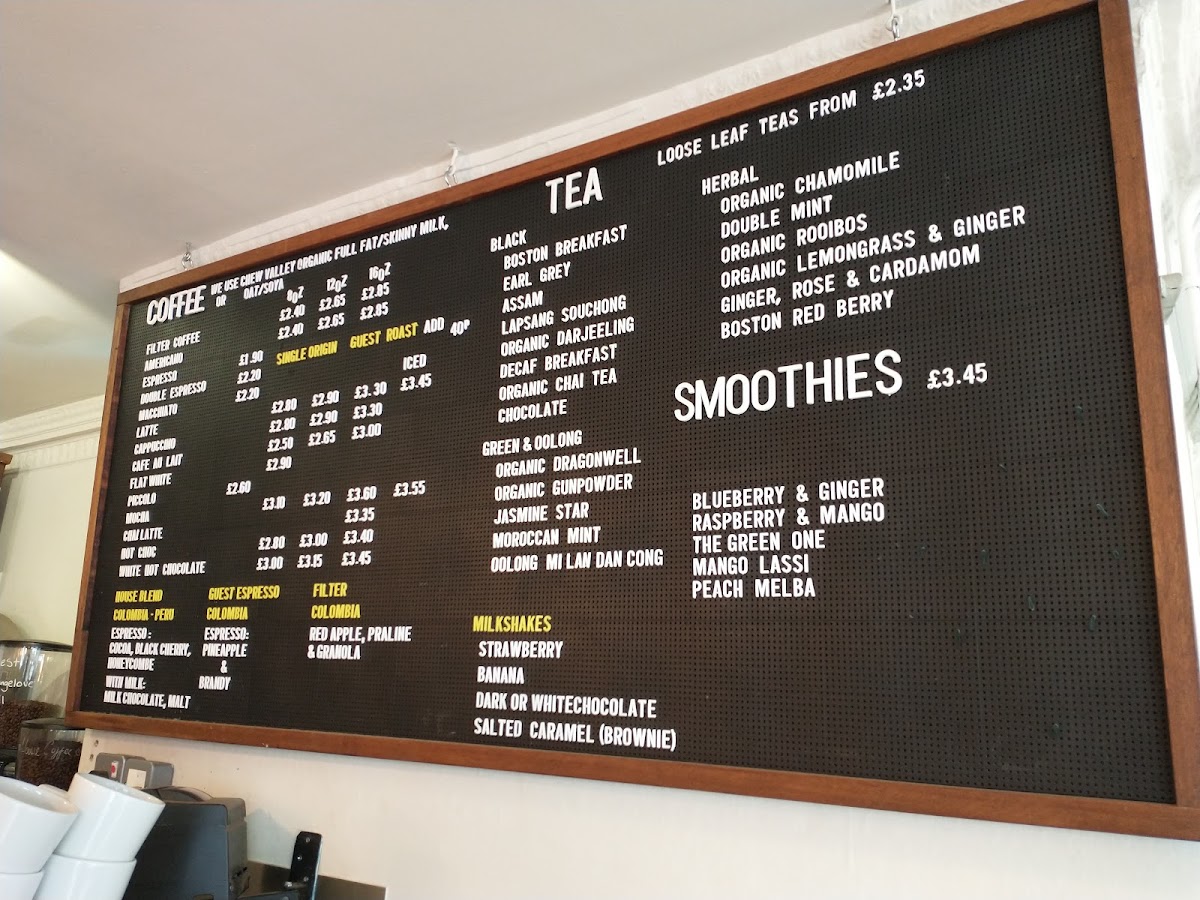 COFFEE WE USE CHEW VALLEY ORGANIC FULL FAT/SKINNY MILK,
OR OAT/SOYA
8OZ 12OZ 16OZ
FILTER COFFEE £2.40 £2.65 £2.85
AMERICANO £2.40 £2.65 £2.85
ESPRESSO £1.90 SINGLE ORIGIN GUEST ROAST ADD 40P
DOUBLE ESPRESSO £2.20
MACCHIATO £2.20 ICED
LATTE £2.80 £2.90 £3.30 £3.45
CAPPUCCINO £2.80 £2.90 £3.30
CAFE AU LAIT £2.50 £2.65 £3.00
FLAT WHITE £2.90
PICCOLO £2.60
MOCHA £3.10 £3.20 £3.60 £3.55
CHAI LATTE £3.35
HOT CHOC £2.80 £3.00 £3.40
WHITE HOT CHOCOLATE £3.00 £3.15 £3.45
HOUSE BLEND
COLOMBIA - PERU
ESPRESSO :
COCOA, BLACK CHERRY,
HONEYCOMBE
WITH MILK:
MILK CHOCOLATE, MALT
GUEST ESPRESSO
COLOMBIA
ESPRESSO:
PINEAPPLE
&
BRANDY
FILTER
COLOMBIA
RED APPLE, PRALINE
& GRANOLA
TEA
LOOSE LEAF TEAS FROM £2.35
BLACK
BOSTON BREAKFAST
EARL GREY
ASSAM
LAPSANG SOUCHONG
ORGANIC DARJEELING
DECAF BREAKFAST
ORGANIC CHAI TEA
CHOCOLATE
GREEN & OOLONG
ORGANIC DRAGONWELL
ORGANIC GUNPOWDER
JASMINE STAR
MOROCCAN MINT
OOLONG MI LAN DAN CONG
MILKSHAKES
STRAWBERRY
BANANA
DARK OR WHITECHOCOLATE
SALTED CARAMEL (BROWNIE)
HERBAL
ORGANIC CHAMOMILE
DOUBLE MINT
ORGANIC ROOIBOS
ORGANIC LEMONGRASS & GINGER
GINGER, ROSE & CARDAMOM
BOSTON RED BERRY
SMOOTHIES £3.45
BLUEBERRY & GINGER
RASPBERRY & MANGO
THE GREEN ONE
MANGO LASSI
PEACH MELBA